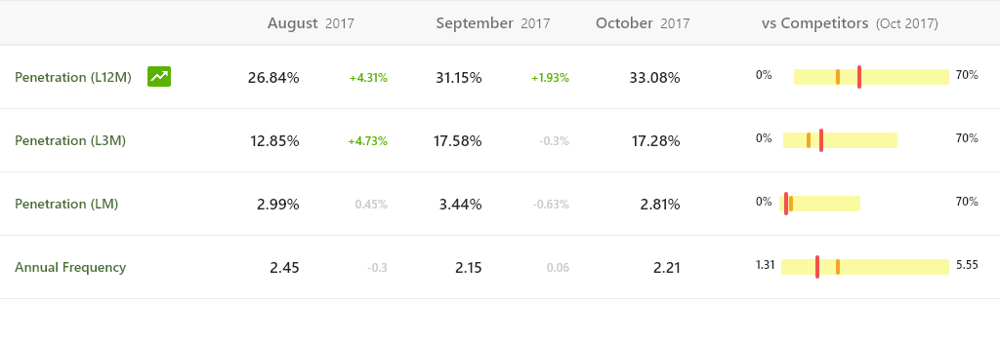 August 2017 September 2017 October 2017 vs Competitors (Oct 2017)
Penetration (L12M) 26.84% +4.31% 31.15% +1.93% 33.08% 0% 70%
Penetration (L3M) 12.85% +4.73% 17.58% -0.3% 17.28% 0% 70%
Penetration (LM) 2.99% 0.45% 3.44% -0.63% 2.81% 0% 70%
Annual Frequency 2.45 -0.3 2.15 0.06 2.21 1.31 5.55